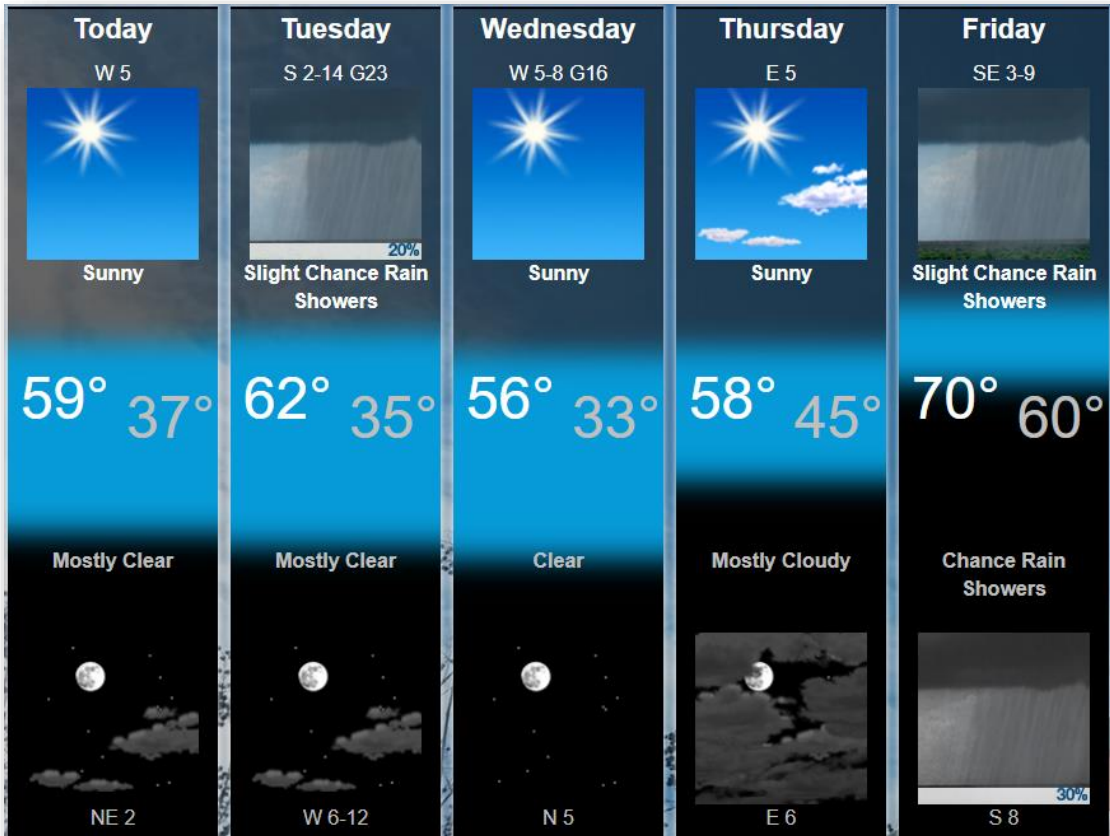 Today
W 5
Sunny
59° 37°
Mostly Clear
NE 2
Tuesday
S 2-14 G23
20%
Slight Chance Rain
Showers
62° 35°
Mostly Clear
W 6-12
Wednesday
W 5-8 G16
Sunny
56° 33°
Clear
N 5
Thursday
E 5
Sunny
58° 45°
Mostly Cloudy
E 6
Friday
SE 3-9
Slight Chance Rain
Showers
70° 60°
Chance Rain
Showers
30%
S 8